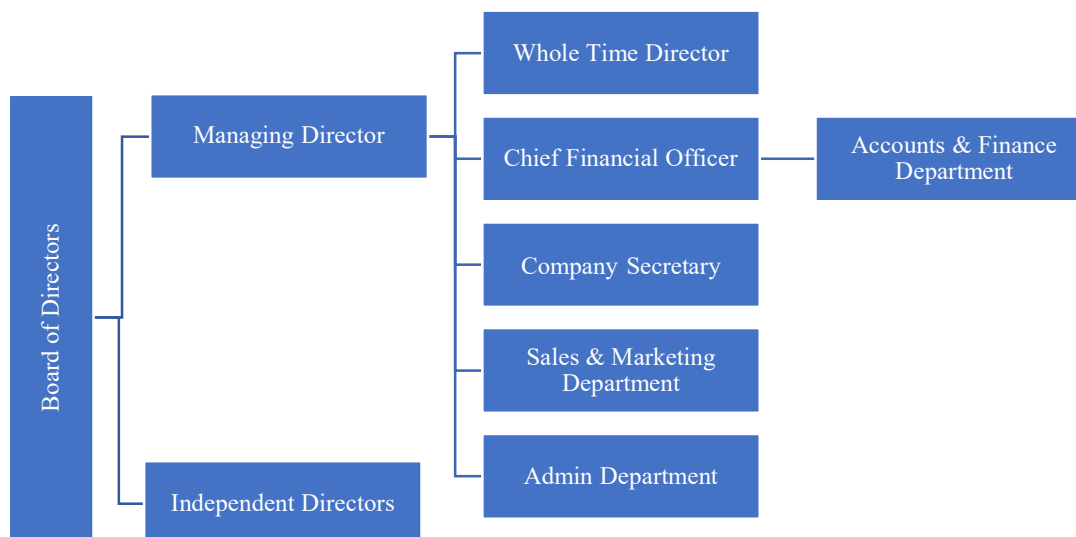 Board of Directors
Managing Director
Independent Directors
Whole Time Director
Chief Financial Officer
Company Secretary
Sales & Marketing
Department
Admin Department
Accounts & Finance
Department